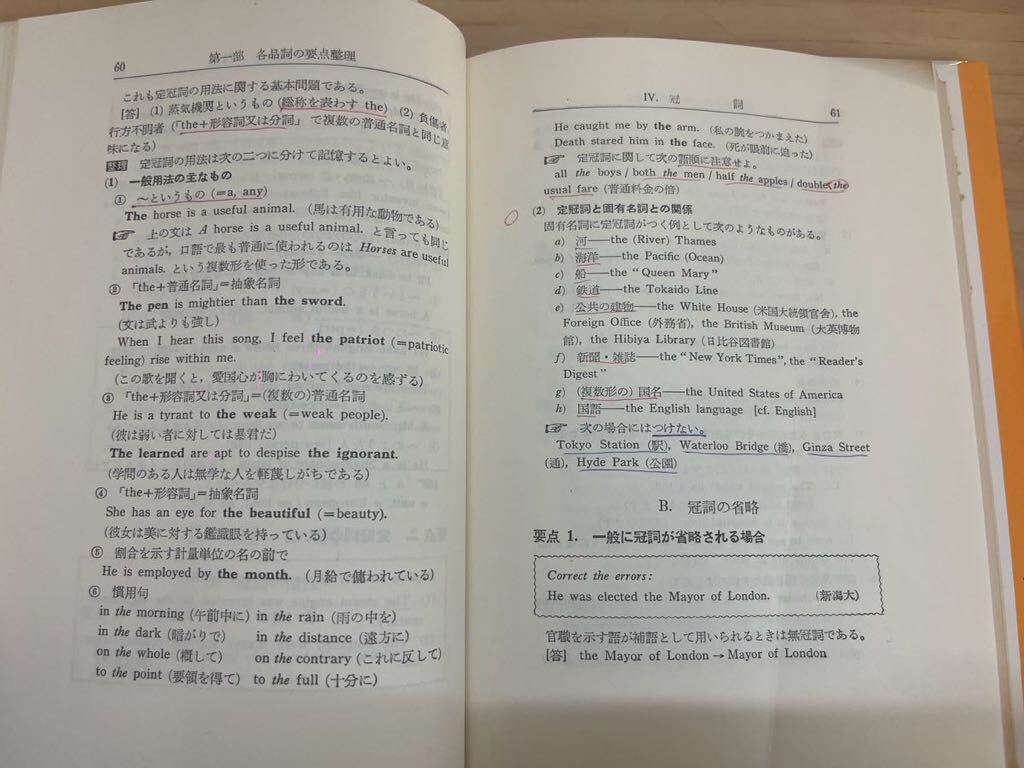 60
第一部 各品詞の要点整理
これも定冠詞の用法に関する基本問題である。
[答] (1) 蒸気機関というもの (総称を表わす the) (2) 負傷者,
行方不明者 (「the+形容詞又は分詞」で複数の普通名詞と同じ意
味になる)
整理 定冠詞の用法は次の二つに分けて記憶するとよい。
(1) 一般用法の主なもの
① 〜というもの (=a, any)
The horse is a useful animal. (馬は有用な動物である)
☞ 上の文は A horse is a useful animal. と言っても同じ
であるが, 口語で最も普通に使われるのは Horses are useful
animals. という複数形を使った形である。
② 「the+普通名詞」=抽象名詞
The pen is mightier than the sword.
(文は武よりも強し)
When I hear this song, I feel the patriot (=patriotic
feeling) rise within me.
(この歌を聞くと, 愛国心が胸にわいてくるのを感ずる)
③ 「the+形容詞又は分詞」=(複数の)普通名詞
He is a tyrant to the weak (=weak people).
(彼は弱い者に対しては暴君だ)
The learned are apt to despise the ignorant.
(学問のある人は無学な人を軽蔑しがちである)
④ 「the+形容詞」=抽象名詞
She has an eye for the beautiful (=beauty).
(彼女は美に対する鑑識眼を持っている)
⑤ 割合を示す計量単位の名の前で
He is employed by the month. (月給で傭われている)
⑥ 慣用句
in the morning (午前中に) in the rain (雨の中を)
in the dark (暗がりで) in the distance (遠方に)
on the whole (概して) on the contrary (これに反して)
to the point (要領を得て) to the full (十分に)
IV. 冠 詞
61
He caught me by the arm. (私の腕をつかまえた)
Death stared him in the face. (死が眼前に迫った)
☞ 定冠詞に関して次の語順に注意せよ。
all the boys / both the men / half the apples / double the
usual fare (普通料金の倍)
(2) 定冠詞と固有名詞との関係
固有名詞に定冠詞がつく例として次のようなものがある。
a) 河——the (River) Thames
b) 海洋——the Pacific (Ocean)
c) 船——the "Queen Mary"
d) 鉄道——the Tokaido Line
e) 公共の建物——the White House (米国大統領官舎), the
Foreign Office (外務省), the British Museum (大英博物
館), the Hibiya Library (日比谷図書館)
f) 新聞・雑誌——the "New York Times", the "Reader's
Digest"
g) (複数形の) 国名——the United States of America
h) 国語——the English language [cf. English]
☞ 次の場合にはつけない。
Tokyo Station (駅), Waterloo Bridge (橋), Ginza Street
(通), Hyde Park (公園)
B. 冠詞の省略
要点 1. 一般に冠詞が省略される場合
Correct the errors:
He was elected the Mayor of London. (新潟大)
官職を示す語が補語として用いられるときは無冠詞である。
[答] the Mayor of London → Mayor of London